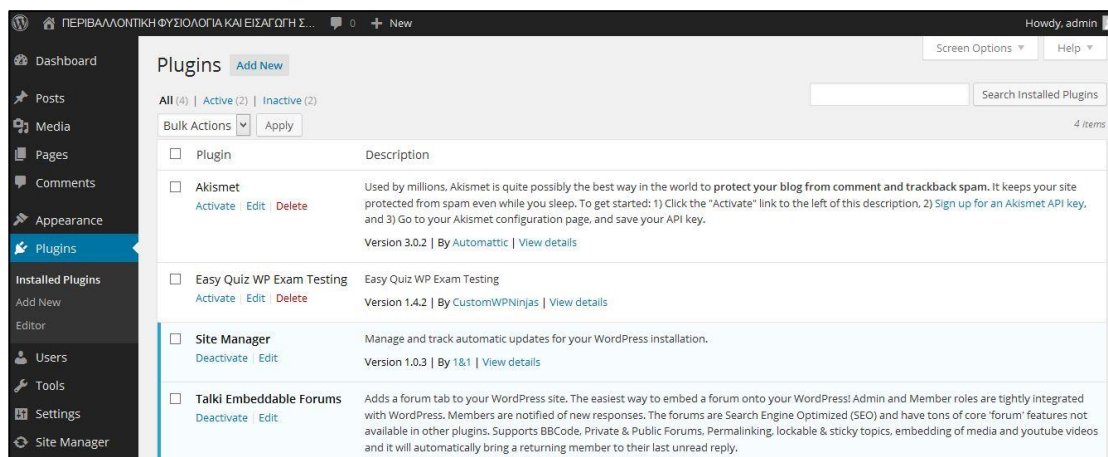 ΠΕΡΙΒΑΛΛΟΝΤΙΚΗ ΦΥΣΙΟΛΟΓΙΑ ΚΑΙ ΕΙΣΑΓΩΓΗ Σ... 0 + New Howdy, admin
Screen Options Help
Dashboard
Posts
Media
Pages
Comments
Appearance
Plugins
Installed Plugins
Add New
Editor
Users
Tools
Settings
Site Manager
Plugins Add New
All (4) | Active (2) | Inactive (2)
Search Installed Plugins
Bulk Actions Apply
4 items
Plugin Description
Akismet
Activate | Edit | Delete
Used by millions, Akismet is quite possibly the best way in the world to protect your blog from comment and trackback spam. It keeps your site
protected from spam even while you sleep. To get started: 1) Click the "Activate" link to the left of this description, 2) Sign up for an Akismet API key,
and 3) Go to your Akismet configuration page, and save your API key.
Version 3.0.2 | By Automattic | View details
Easy Quiz WP Exam Testing
Activate | Edit | Delete
Easy Quiz WP Exam Testing
Version 1.4.2 | By CustomWPNinjas | View details
Site Manager
Deactivate | Edit
Manage and track automatic updates for your WordPress installation.
Version 1.0.3 | By 1&1 | View details
Talki Embeddable Forums
Deactivate | Edit
Adds a forum tab to your WordPress site. The easiest way to embed a forum onto your WordPress! Admin and Member roles are tightly integrated
with WordPress. Members are notified of new responses. The forums are Search Engine Optimized (SEO) and have tons of core 'forum' features not
available in other plugins. Supports BBCode, Private & Public Forums, Permalinking, lockable & sticky topics, embedding of media and youtube videos
and it will automatically bring a returning member to their last unread reply.